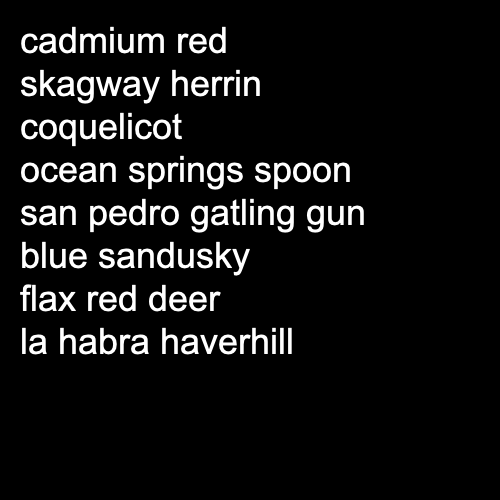 cadmium red
skagway herrin
coquelicot
ocean springs spoon
san pedro gatling gun
blue sandusky
flax red deer
la habra haverhill